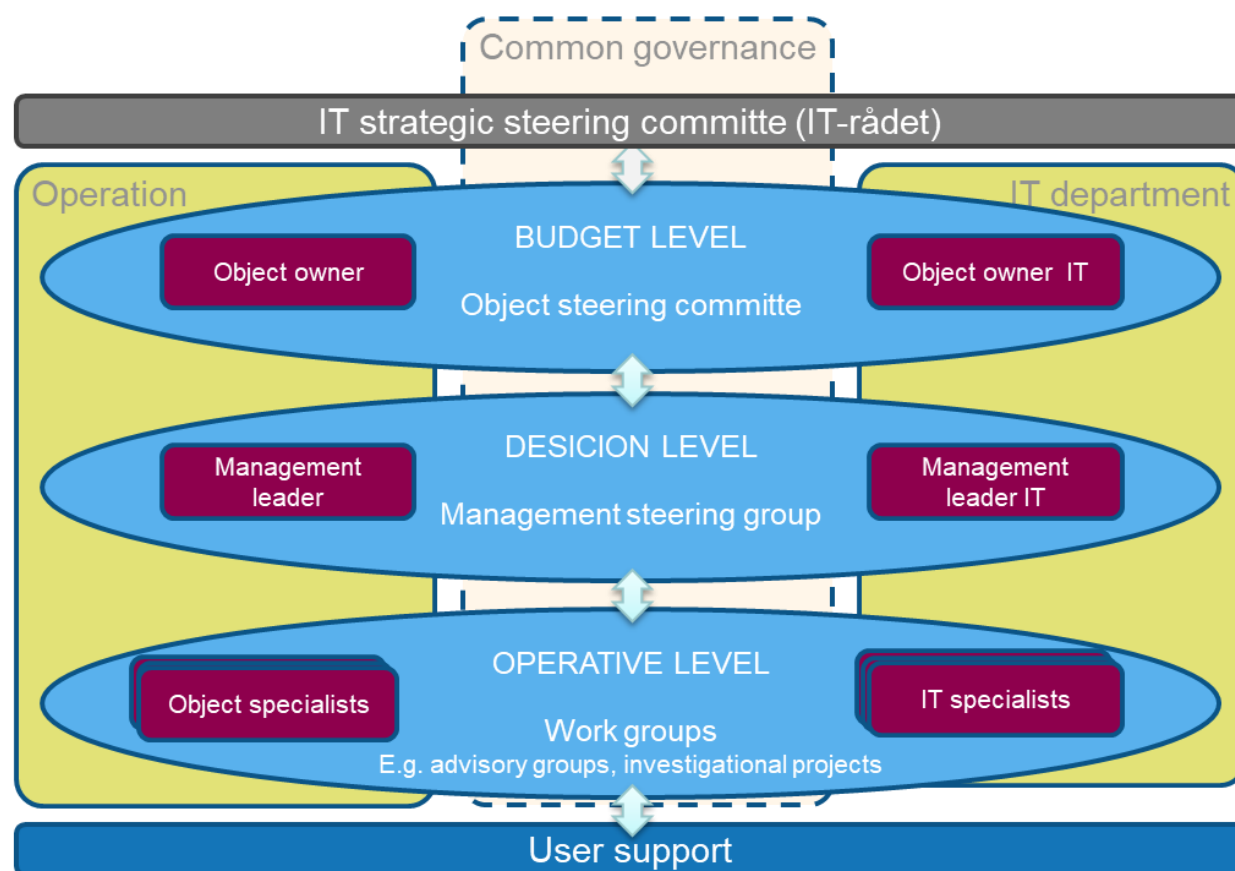 Common governance
IT strategic steering committe (IT-rådet)
Operation
IT department
BUDGET LEVEL
Object owner
Object owner IT
Object steering committe
DESICION LEVEL
Management
leader
Management
leader IT
Management steering group
OPERATIVE LEVEL
Object specialists
IT specialists
Work groups
E.g. advisory groups, investigational projects
User support